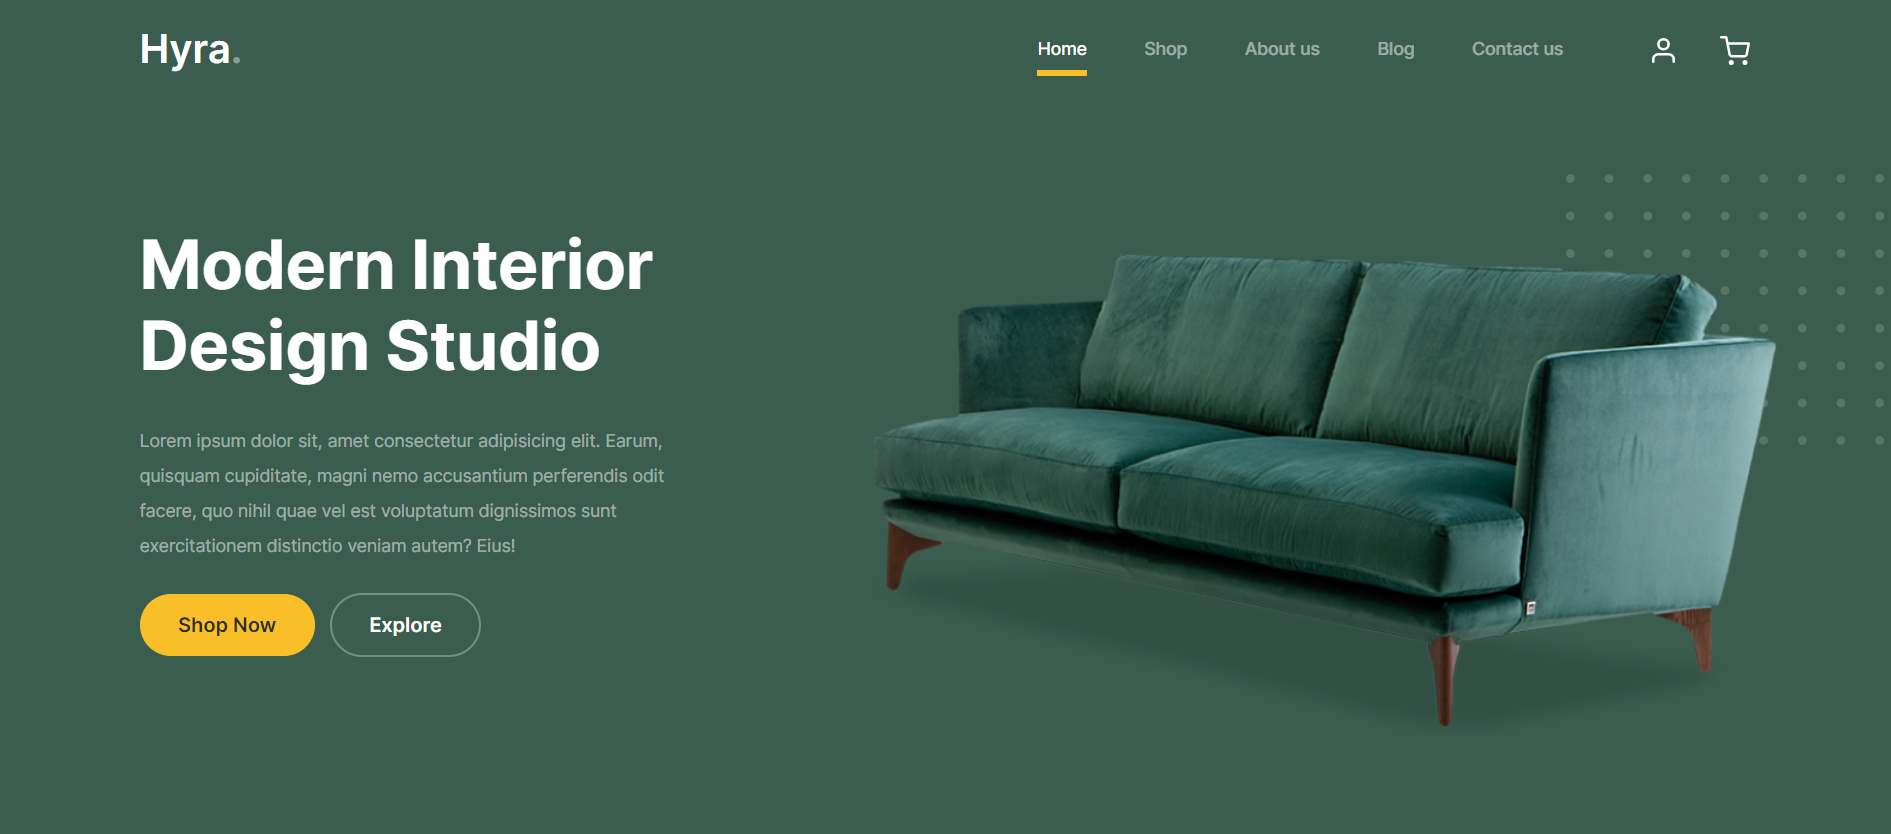 Hyra.
Home Shop About us Blog Contact us
Modern Interior
Design Studio
Lorem ipsum dolor sit, amet consectetur adipisicing elit. Earum,
quisquam cupiditate, magni nemo accusantium perferendis odit
facere, quo nihil quae vel est voluptatum dignissimos sunt
exercitationem distinctio veniam autem? Eius!
Shop Now Explore